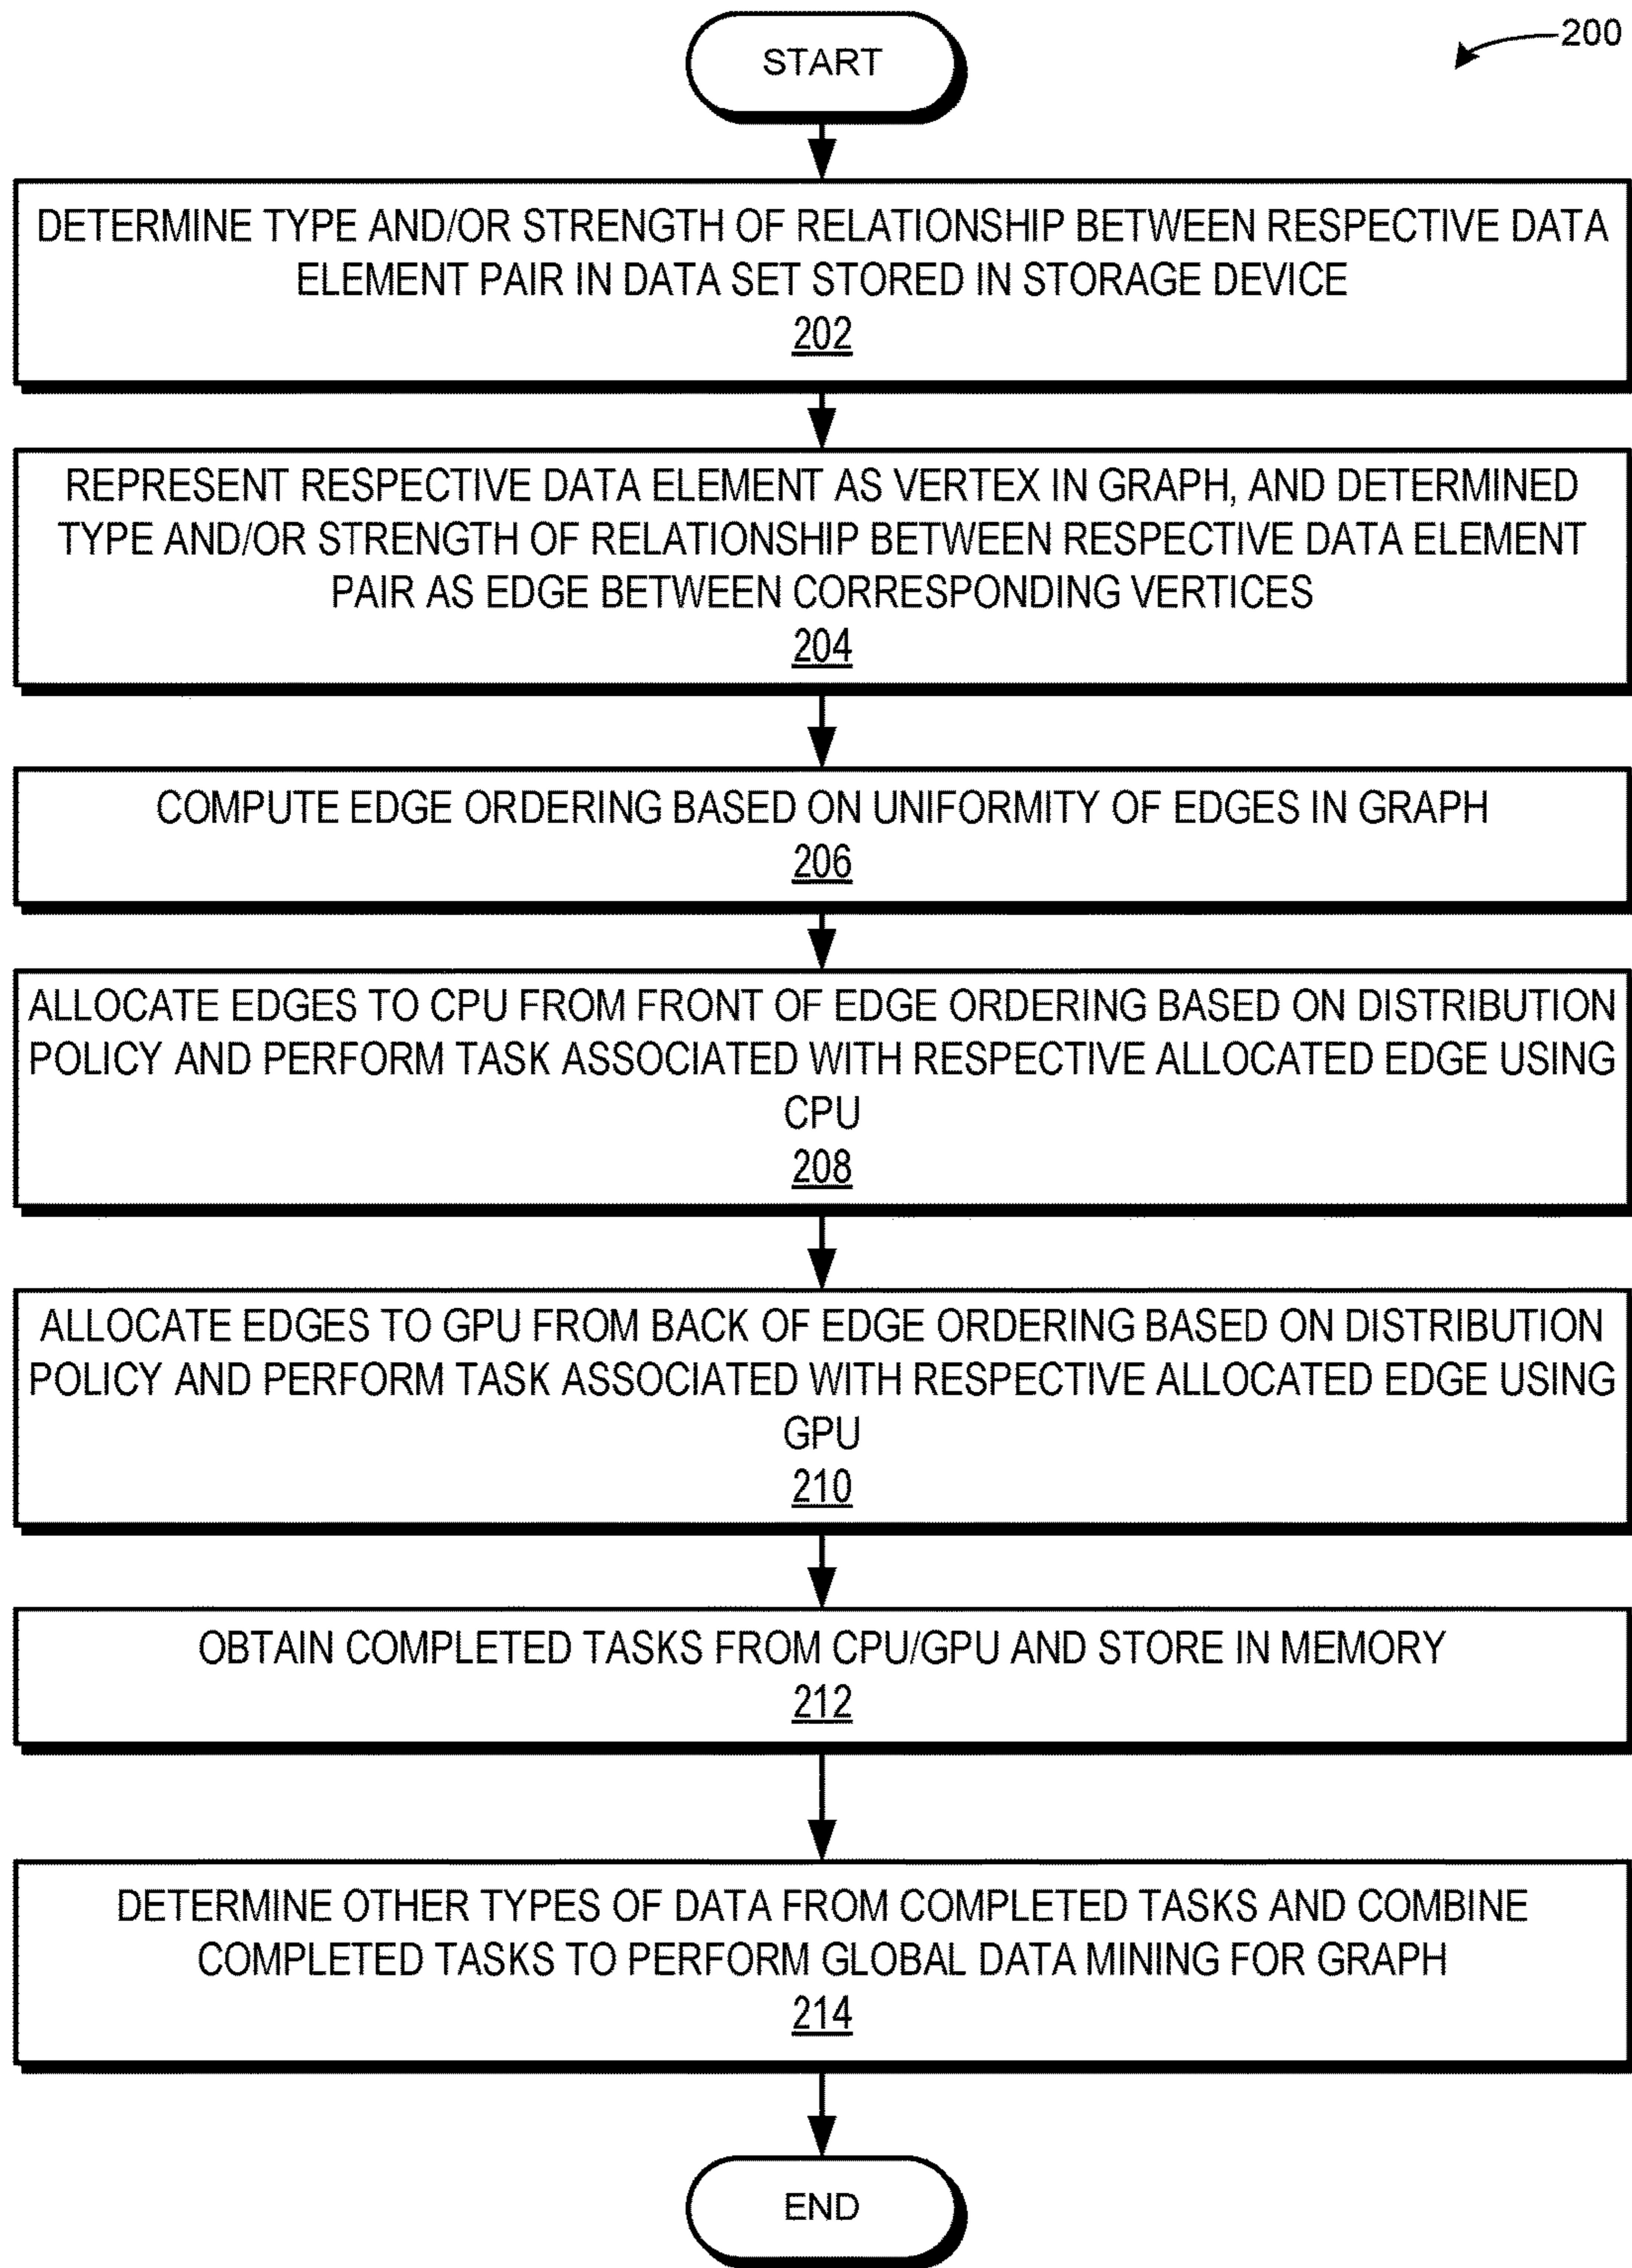 200
START
DETERMINE TYPE AND/OR STRENGTH OF RELATIONSHIP BETWEEN RESPECTIVE DATA
ELEMENT PAIR IN DATA SET STORED IN STORAGE DEVICE
202
REPRESENT RESPECTIVE DATA ELEMENT AS VERTEX IN GRAPH, AND DETERMINED
TYPE AND/OR STRENGTH OF RELATIONSHIP BETWEEN RESPECTIVE DATA ELEMENT
PAIR AS EDGE BETWEEN CORRESPONDING VERTICES
204
COMPUTE EDGE ORDERING BASED ON UNIFORMITY OF EDGES IN GRAPH
206
ALLOCATE EDGES TO CPU FROM FRONT OF EDGE ORDERING BASED ON DISTRIBUTION
POLICY AND PERFORM TASK ASSOCIATED WITH RESPECTIVE ALLOCATED EDGE USING
CPU
208
ALLOCATE EDGES TO GPU FROM BACK OF EDGE ORDERING BASED ON DISTRIBUTION
POLICY AND PERFORM TASK ASSOCIATED WITH RESPECTIVE ALLOCATED EDGE USING
GPU
210
OBTAIN COMPLETED TASKS FROM CPU/GPU AND STORE IN MEMORY
212
DETERMINE OTHER TYPES OF DATA FROM COMPLETED TASKS AND COMBINE
COMPLETED TASKS TO PERFORM GLOBAL DATA MINING FOR GRAPH
214
END